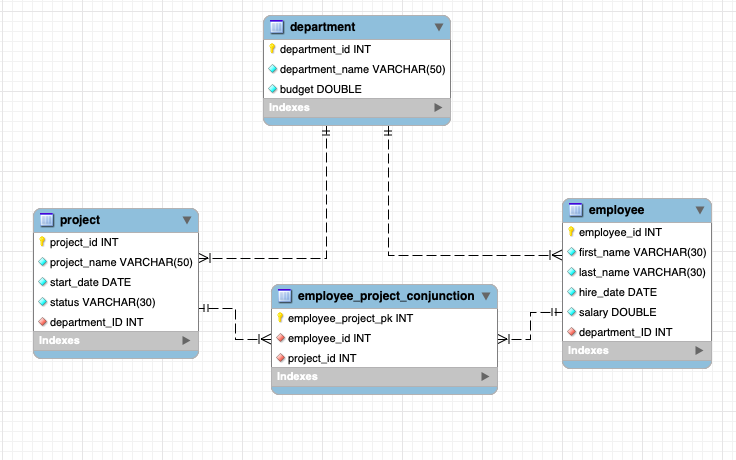 department
department_id INT
department_name VARCHAR(50)
budget DOUBLE
Indexes
project
project_id INT
project_name VARCHAR(50)
start_date DATE
status VARCHAR(30)
department_ID INT
Indexes
employee_project_conjunction
employee_project_pk INT
employee_id INT
project_id INT
Indexes
employee
employee_id INT
first_name VARCHAR(30)
last_name VARCHAR(30)
hire_date DATE
salary DOUBLE
department_ID INT
Indexes